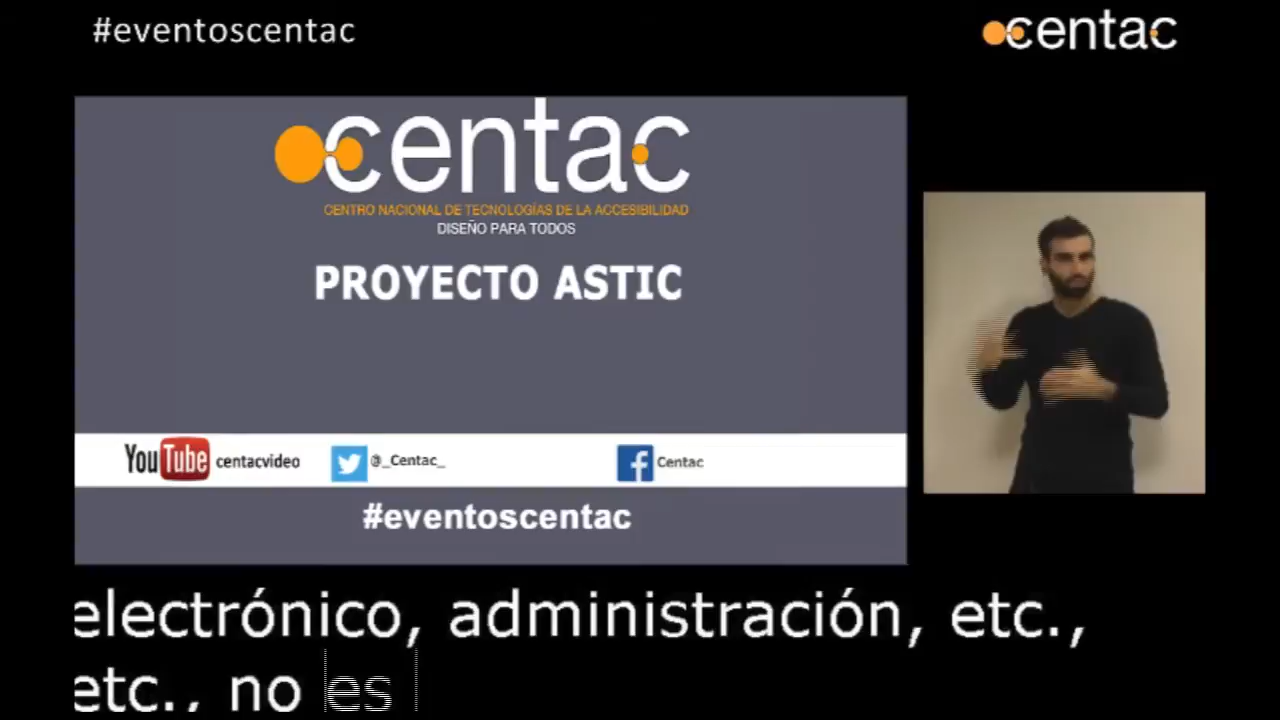 #eventoscentac
centac
centac
CENTRO NACIONAL DE TECNOLOGÍAS DE LA ACCESIBILIDAD
DISEÑO PARA TODOS
PROYECTO ASTIC
YouTube centacvideo
@_Centac_
Centac
#eventoscentac
electrónico, administración, etc.,
etc., no es